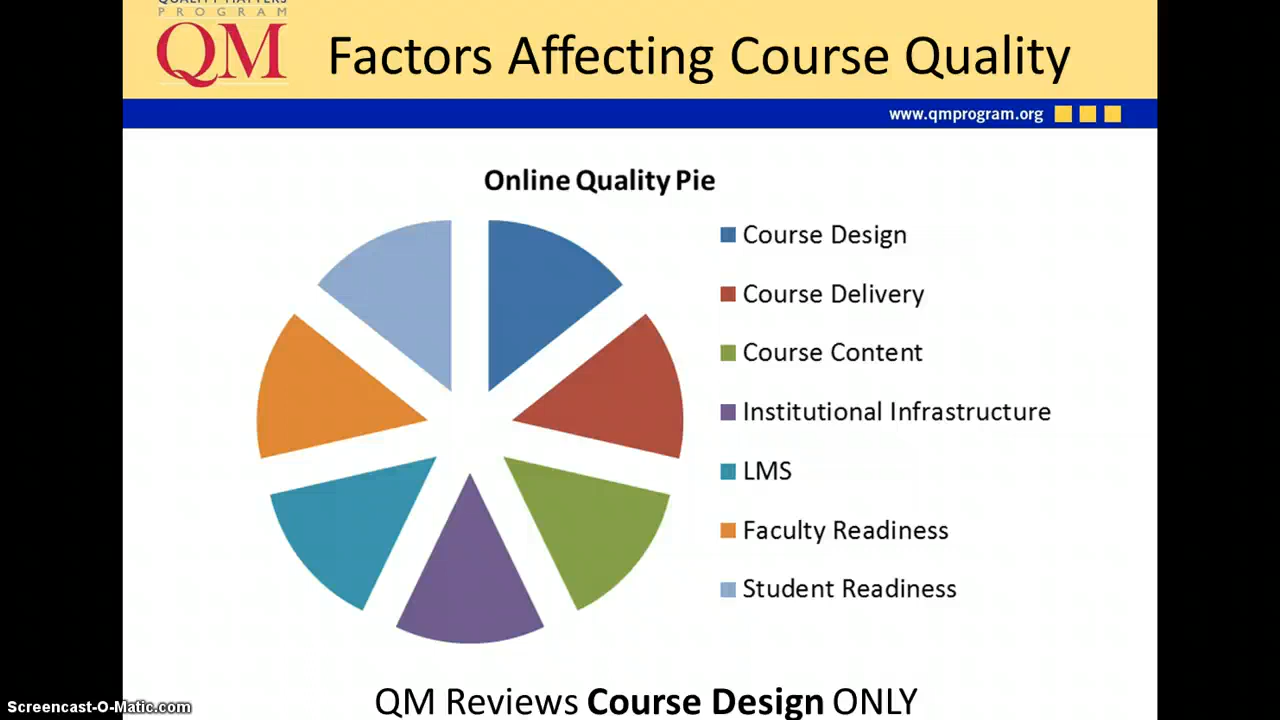 PROGRAM
QM
Factors Affecting Course Quality
www.qmprogram.org
Online Quality Pie
Course Design
Course Delivery
Course Content
Institutional Infrastructure
LMS
Faculty Readiness
Student Readiness
QM Reviews Course Design ONLY
Screencast-O-Matic.com